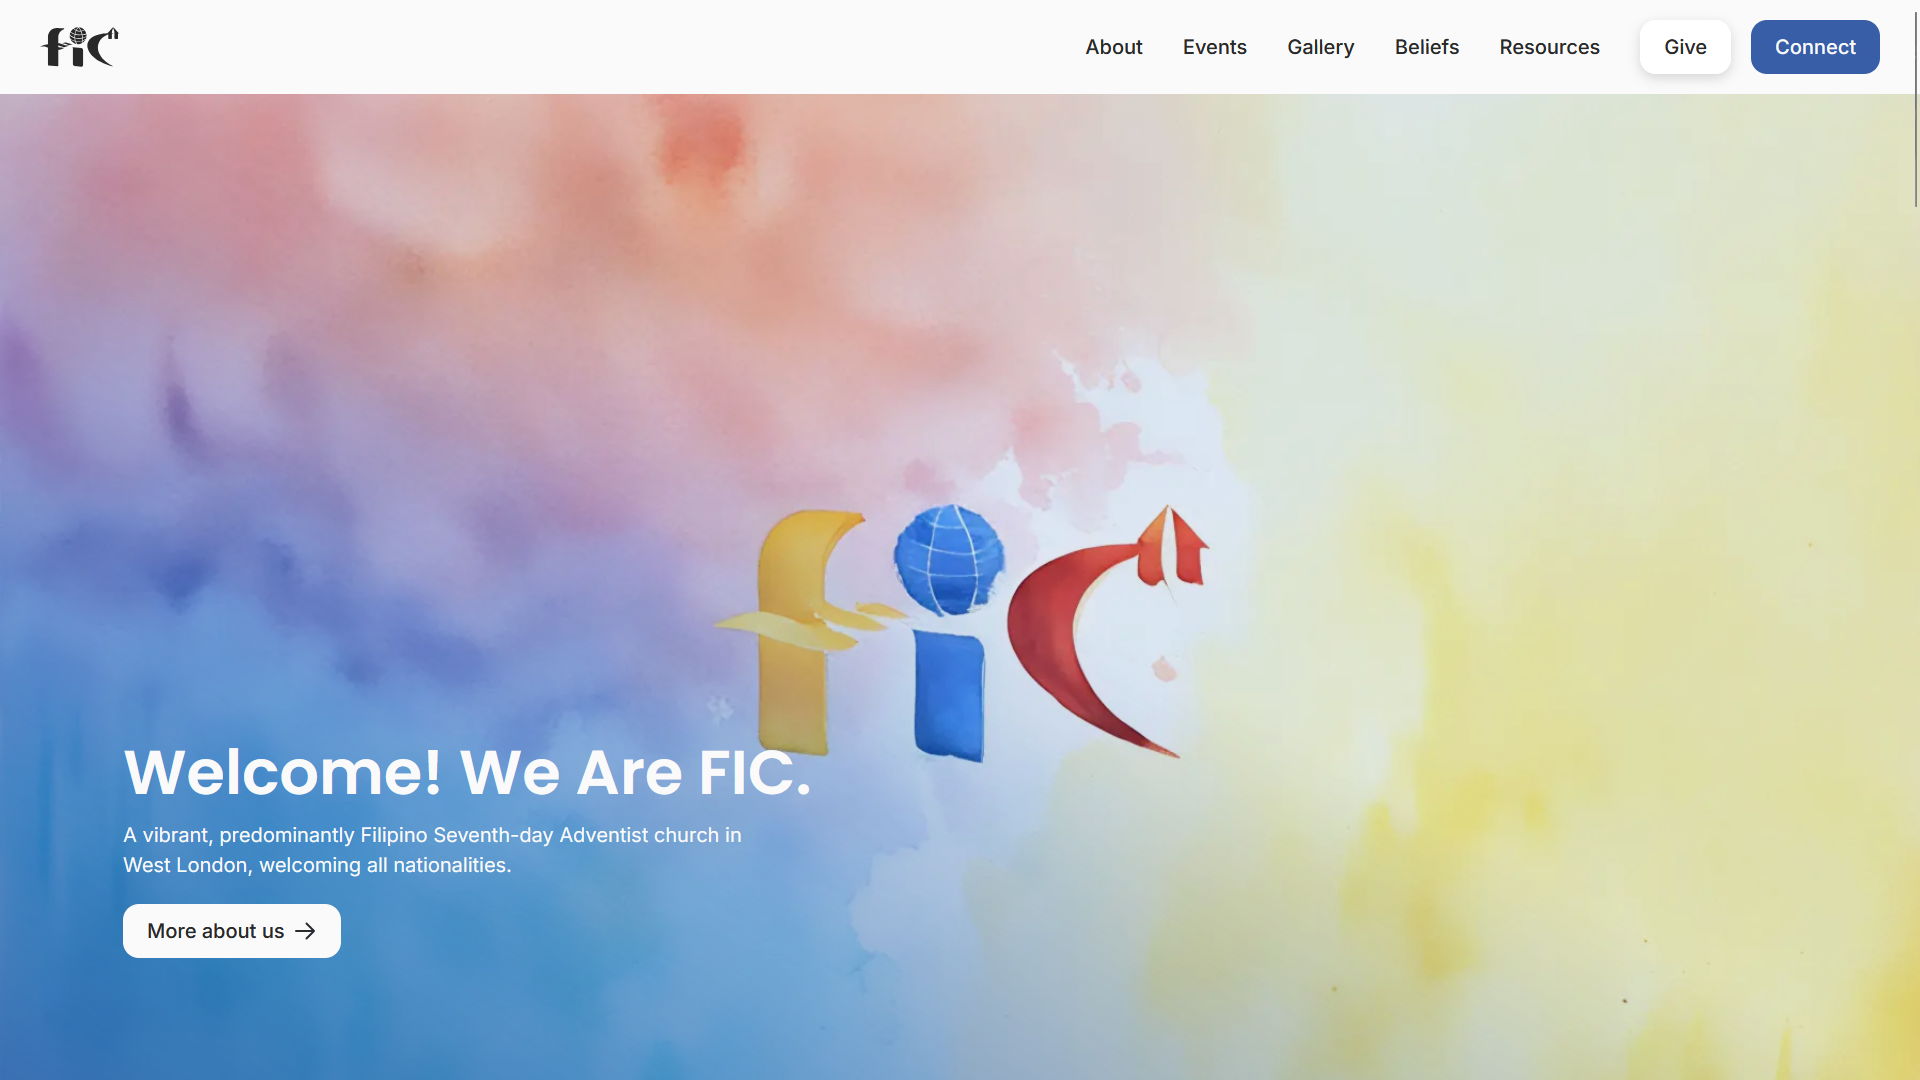 fic
About
Events
Gallery
Beliefs
Resources
Give
Connect
fic
Welcome! We Are FIC.
A vibrant, predominantly Filipino Seventh-day Adventist church in
West London, welcoming all nationalities.
More about us